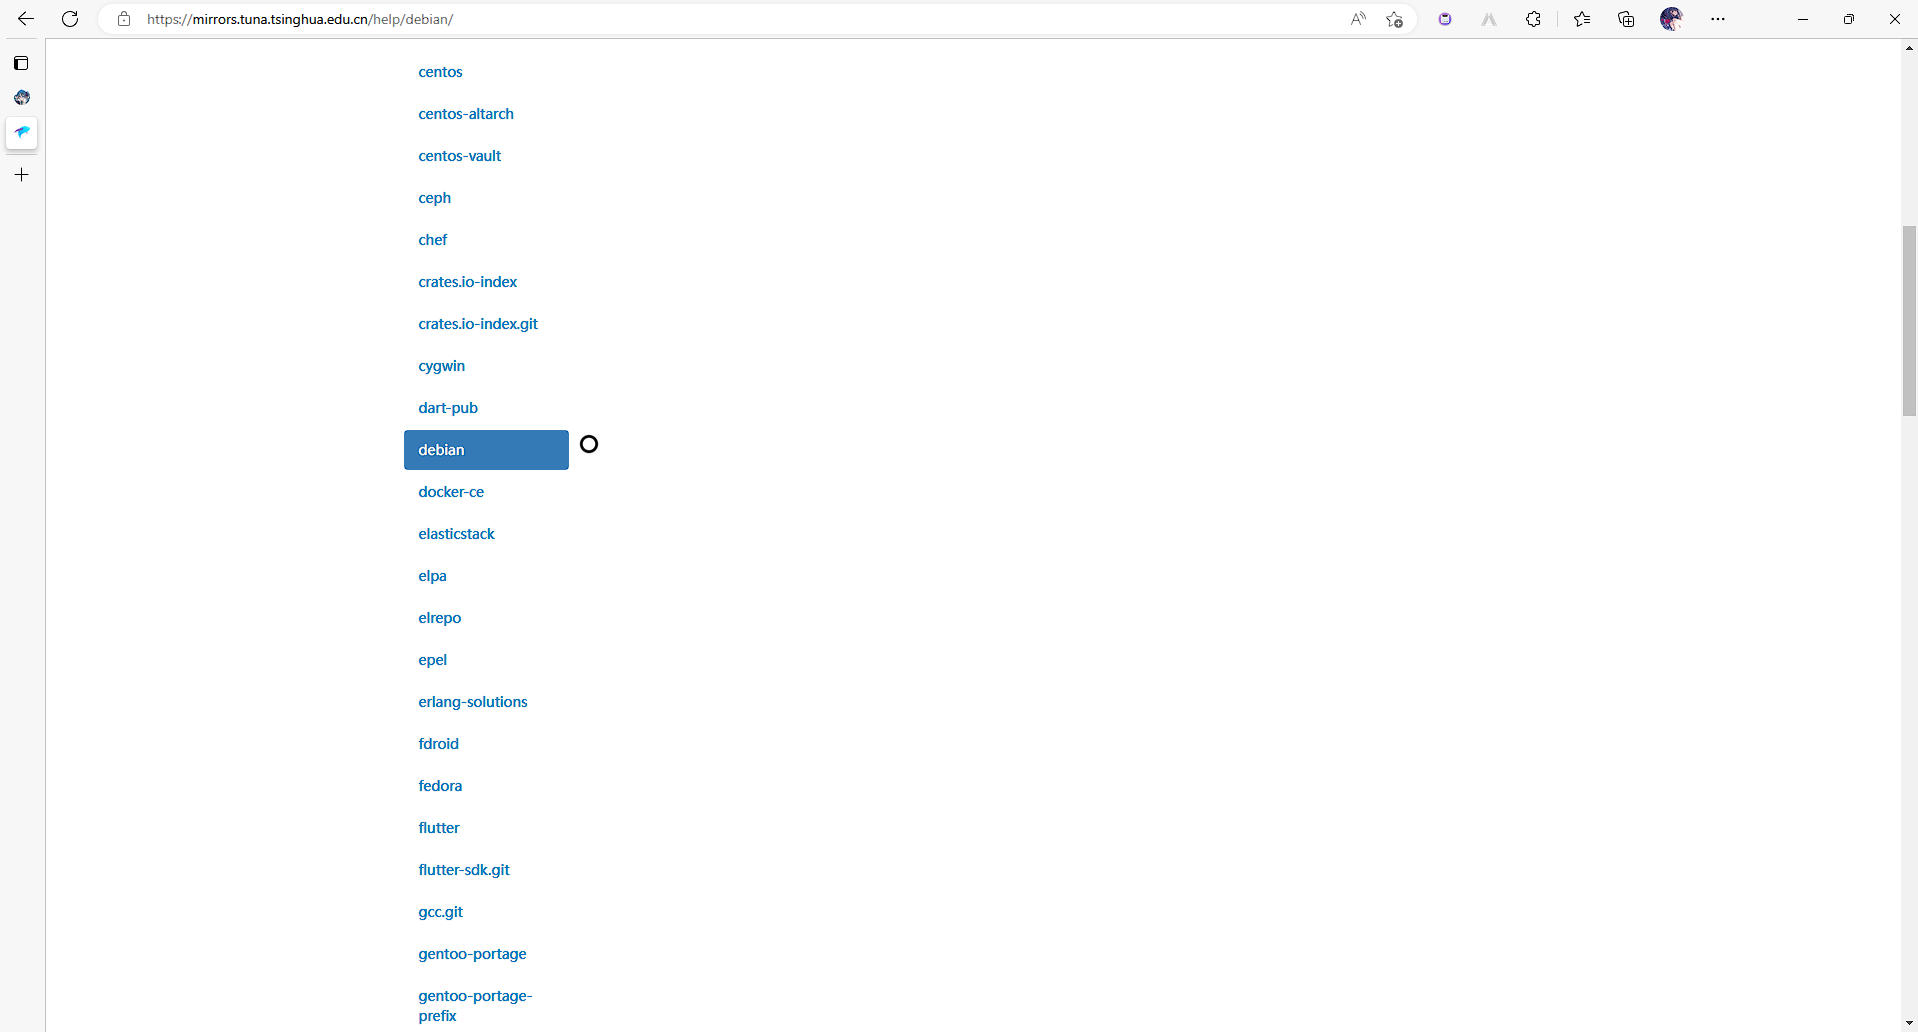 https://mirrors.tuna.tsinghua.edu.cn/help/debian/
centos
centos-altarch
centos-vault
ceph
chef
crates.io-index
crates.io-index.git
cygwin
dart-pub
debian
docker-ce
elasticstack
elpa
elrepo
epel
erlang-solutions
fdroid
fedora
flutter
flutter-sdk.git
gcc.git
gentoo-portage
gentoo-portage-
prefix